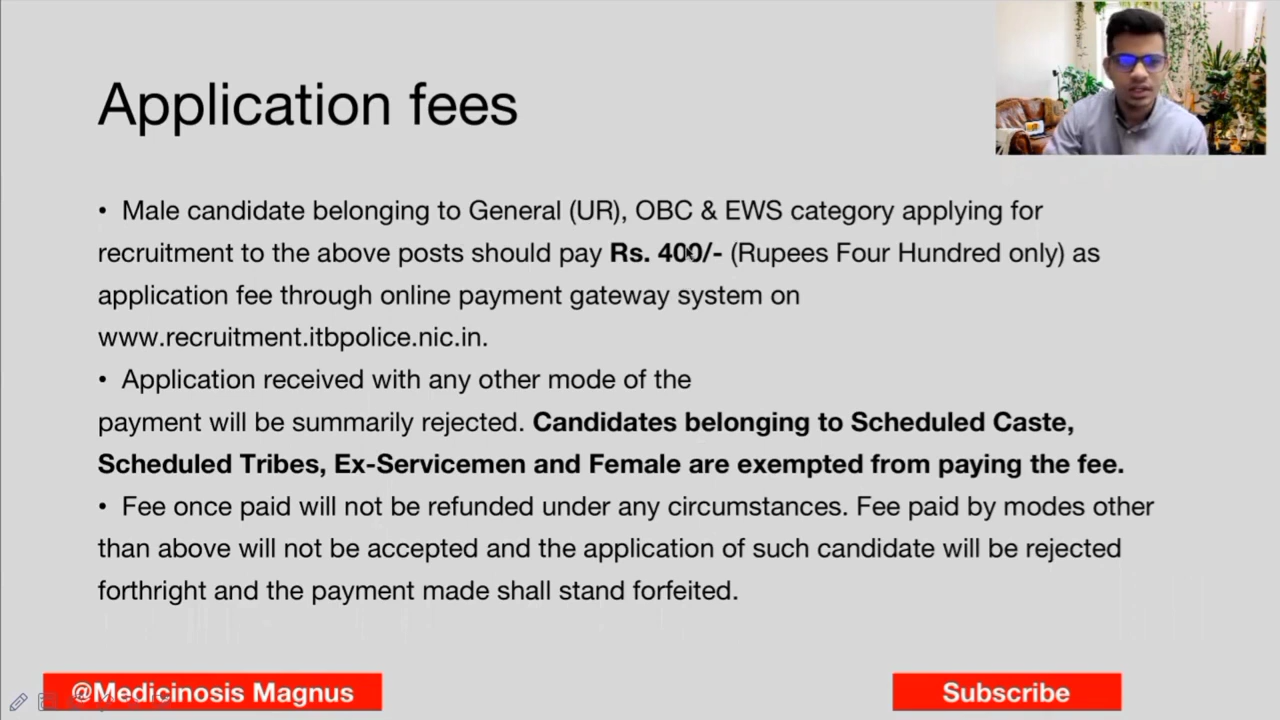 Application fees
• Male candidate belonging to General (UR), OBC & EWS category applying for
recruitment to the above posts should pay Rs. 400/- (Rupees Four Hundred only) as
application fee through online payment gateway system on
www.recruitment.itbpolice.nic.in.
• Application received with any other mode of the
payment will be summarily rejected. Candidates belonging to Scheduled Caste,
Scheduled Tribes, Ex-Servicemen and Female are exempted from paying the fee.
• Fee once paid will not be refunded under any circumstances. Fee paid by modes other
than above will not be accepted and the application of such candidate will be rejected
forthright and the payment made shall stand forfeited.
@Medicinosis Magnus
Subscribe